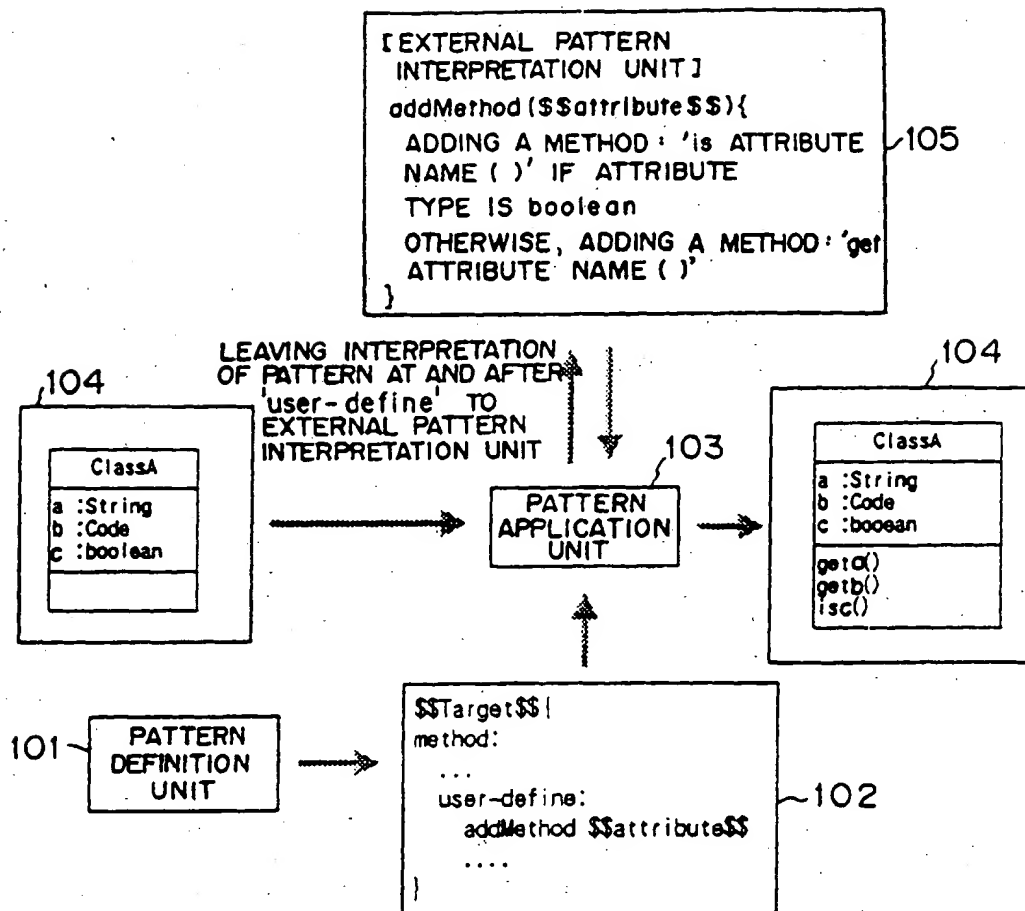 [EXTERNAL PATTERN
INTERPRETATION UNIT]
addMethod($$attribute$$){
ADDING A METHOD: 'is ATTRIBUTE
NAME ( )' IF ATTRIBUTE
TYPE IS boolean
OTHERWISE, ADDING A METHOD: 'get
ATTRIBUTE NAME ( )'
}
105
LEAVING INTERPRETATION
OF PATTERN AT AND AFTER
'user-define' TO
EXTERNAL PATTERN
INTERPRETATION UNIT
104
ClassA
a :String
b :Code
c :boolean
103
PATTERN
APPLICATION
UNIT
104
ClassA
a :String
b :Code
c :booean
geta()
getb()
isc()
101
PATTERN
DEFINITION
UNIT
$$Target$${
method:
...
user-define:
addMethod $$attribute$$
....
}
102